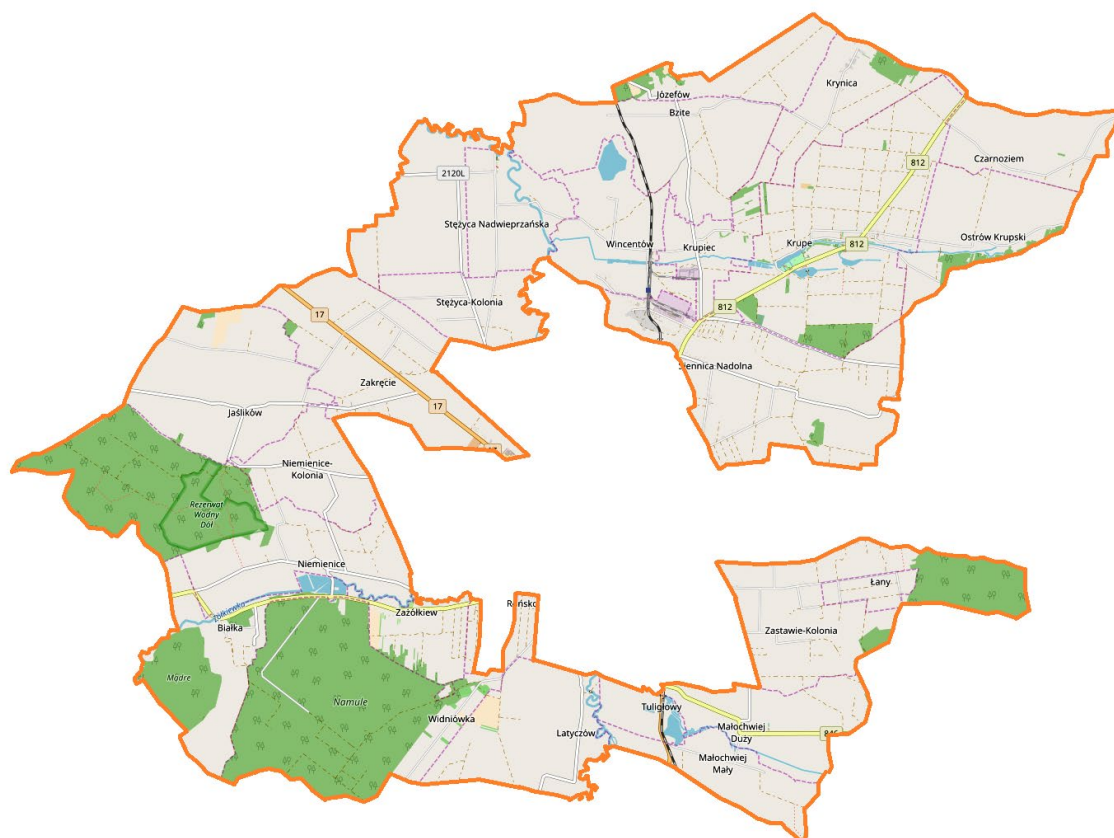 Józefów
Krynica
Bzite
812
Czarnoziem
2120L
Stężyca Nadwieprzańska
Wincentów
Krupiec
Krupe
812
Ostrów Krupski
Stężyca-Kolonia
17
812
Siennica Nadolna
Zakręcie
17
Jaślików
Niemienice-
Kolonia
Rezerwat
Wodny
Dół
Niemienice
Żółkiewka
Zażółkiew
Białka
Łany
Zastawie-Kolonia
Mądre
Namule
Widniówka
Latyczów
Tuligłowy
Małochwiej
Duży
Małochwiej
Mały